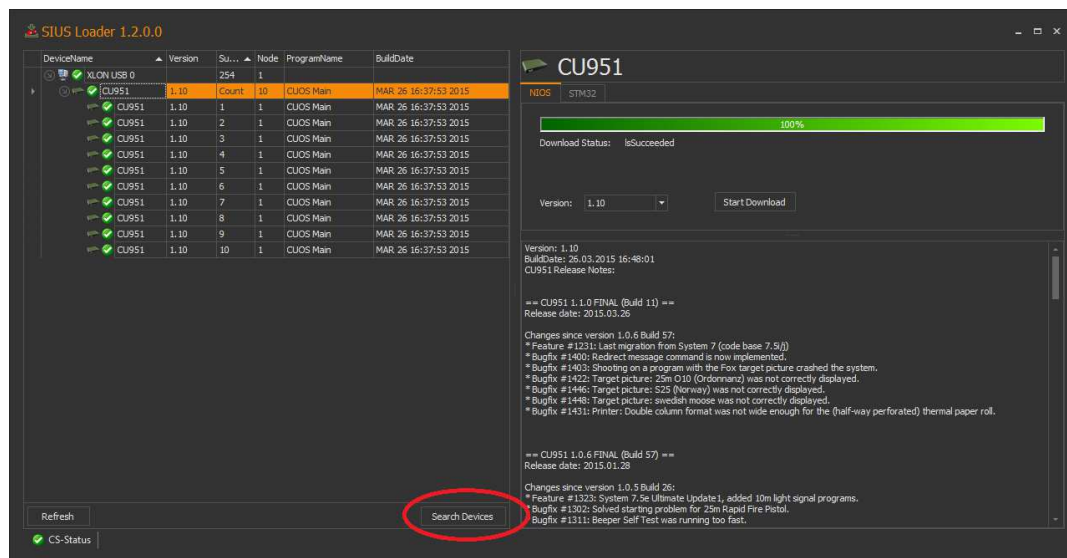 SIUS Loader 1.2.0.0
DeviceName Version Su... Node ProgramName BuildDate
XLON USB 0 254 1
CU951 1.10 Count 10 CUOS Main MAR 26 16:37:53 2015
CU951 1.10 1 1 CUOS Main MAR 26 16:37:53 2015
CU951 1.10 2 1 CUOS Main MAR 26 16:37:53 2015
CU951 1.10 3 1 CUOS Main MAR 26 16:37:53 2015
CU951 1.10 4 1 CUOS Main MAR 26 16:37:53 2015
CU951 1.10 5 1 CUOS Main MAR 26 16:37:53 2015
CU951 1.10 6 1 CUOS Main MAR 26 16:37:53 2015
CU951 1.10 7 1 CUOS Main MAR 26 16:37:53 2015
CU951 1.10 8 1 CUOS Main MAR 26 16:37:53 2015
CU951 1.10 9 1 CUOS Main MAR 26 16:37:53 2015
CU951 1.10 10 1 CUOS Main MAR 26 16:37:53 2015
Refresh
Search Devices
CS-Status
CU951
NIOS STM32
100%
Download Status: IsSucceeded
Version: 1.10 Start Download
Version: 1.10
BuildDate: 26.03.2015 16:48:01
CU951 Release Notes:
== CU951 1.1.0 FINAL (Build 11) ==
Release date: 2015.03.26
Changes since version 1.0.6 Build 57:
* Feature #1231: Last migration from System 7 (code base 7.5i/j)
* Bugfix #1400: Redirect message command is now implemented.
* Bugfix #1403: Shooting on a program with the Fox target picture crashed the system.
* Bugfix #1422: Target picture: 25m O10 (Ordonnanz) was not correctly displayed.
* Bugfix #1446: Target picture: S25 (Norway) was not correctly displayed.
* Bugfix #1448: Target picture: swedish moose was not correctly displayed.
* Bugfix #1431: Printer: Double column format was not wide enough for the (half-way perforated) thermal paper roll.
== CU951 1.0.6 FINAL (Build 57) ==
Release date: 2015.01.28
Changes since version 1.0.5 Build 26:
* Feature #1323: System 7.5e Ultimate Update1, added 10m light signal programs.
* Bugfix #1302: Solved starting problem for 25m Rapid Fire Pistol.
* Bugfix #1311: Beeper Self Test was running too fast.